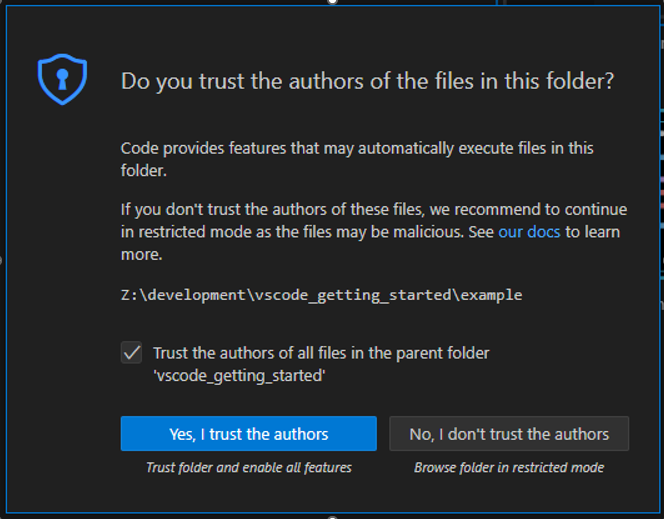 Do you trust the authors of the files in this folder?
Code provides features that may automatically execute files in this
folder.
If you don't trust the authors of these files, we recommend to continue
in restricted mode as the files may be malicious. See our docs to learn
more.
Z:\development\vscode_getting_started\example
Trust the authors of all files in the parent folder
'vscode_getting_started'
Yes, I trust the authors
No, I don't trust the authors
Trust folder and enable all features
Browse folder in restricted mode